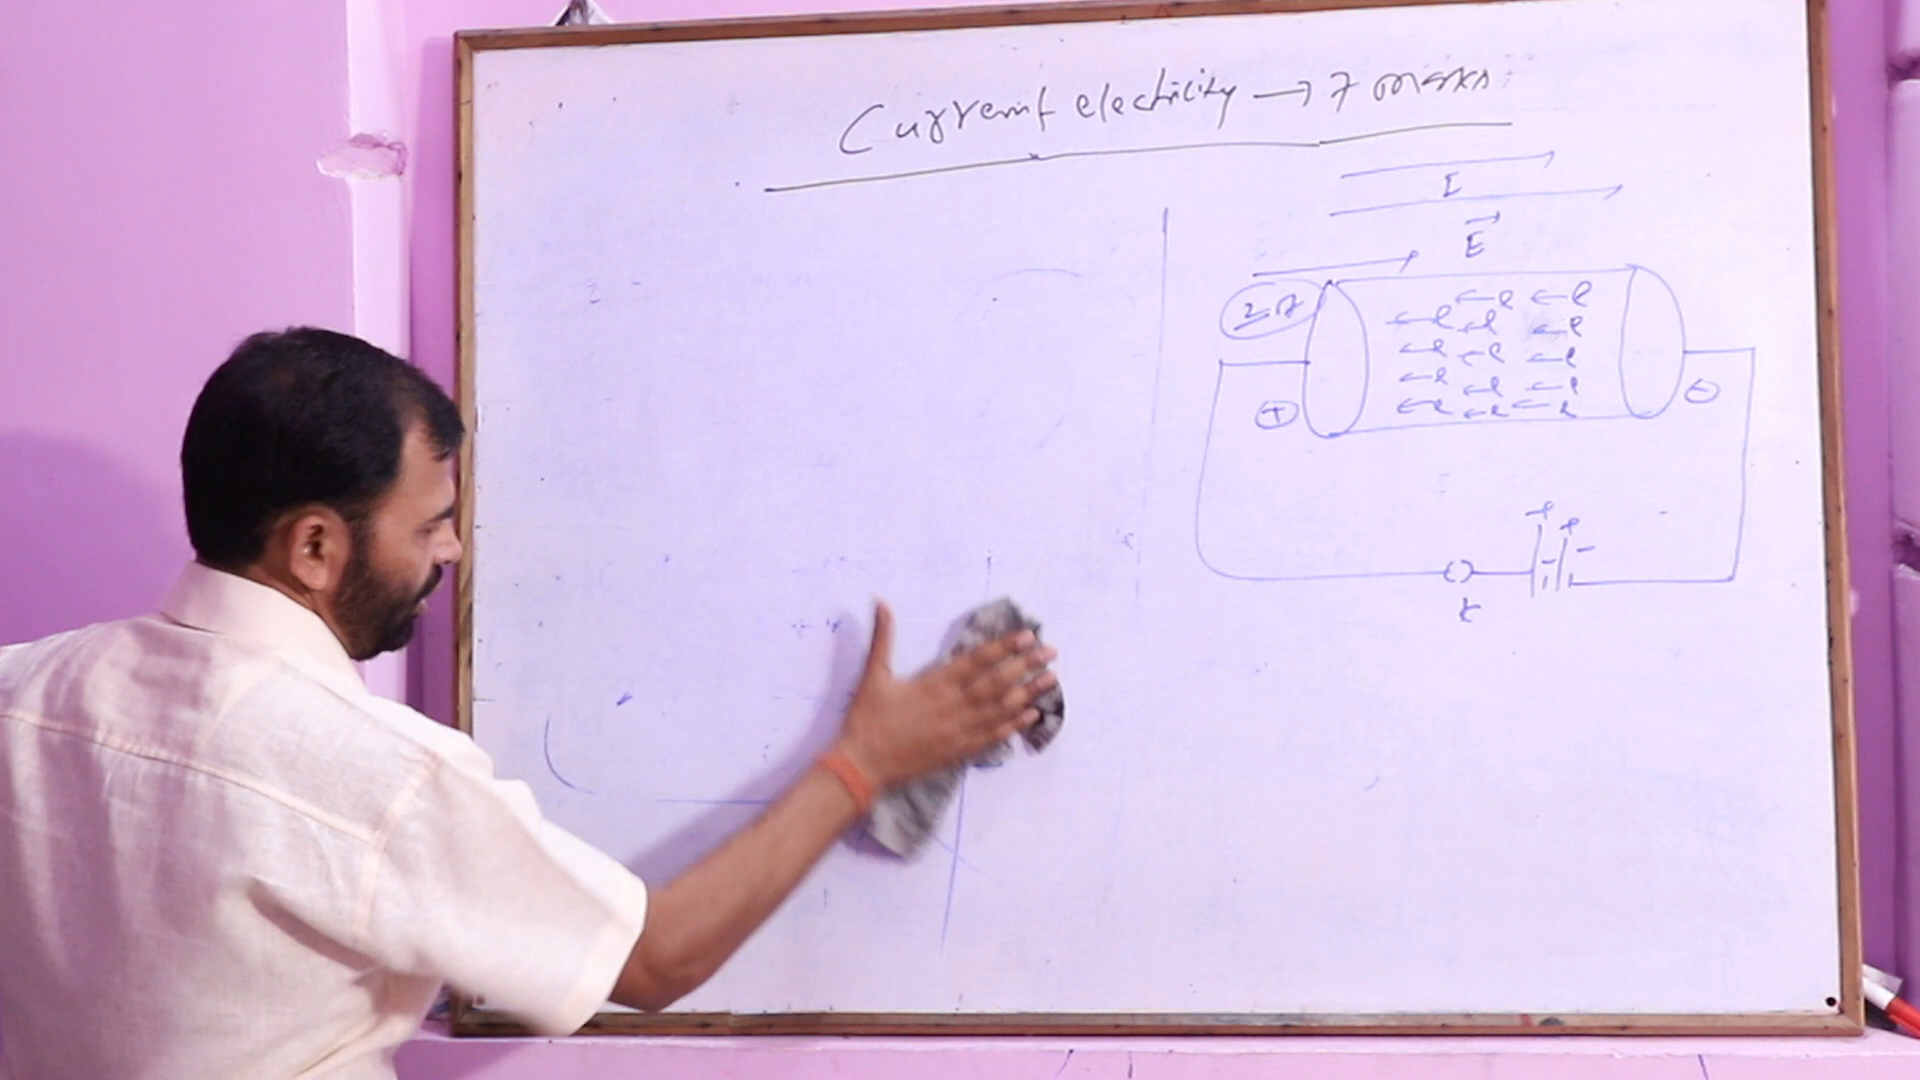 Current electricity → 7 marks
I
E
+
-
e e
e e e
e e e
e e e
e e e
+ +
- -
K